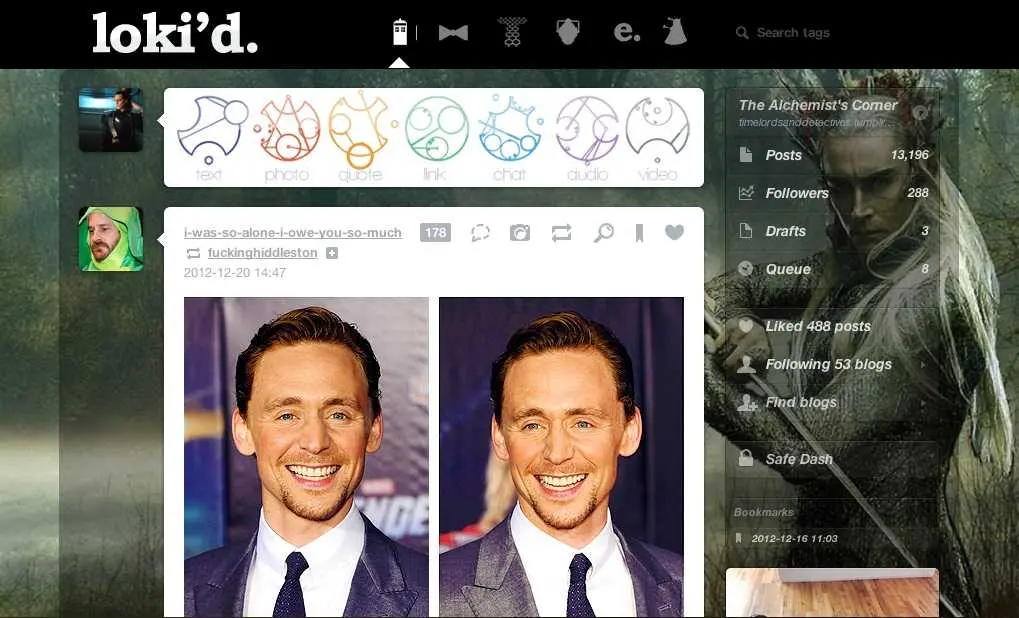 loki'd.
e.
Search tags
text photo quote link chat audio video
i-was-so-alone-i-owe-you-so-much 178
fuckinghiddleston
2012-12-20 14:47
The Alchemist's Corner
timelordsanddetectives.tumblr...
Posts 13,196
Followers 288
Drafts 3
Queue 8
Liked 488 posts
Following 53 blogs
Find blogs
Safe Dash
Bookmarks
2012-12-16 11:03